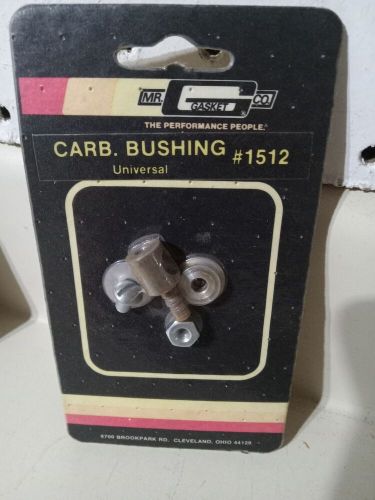 MR. GASKET CO.
THE PERFORMANCE PEOPLE.
CARB. BUSHING #1512
Universal
8700 BROOKPARK RD. CLEVELAND, OHIO 44129